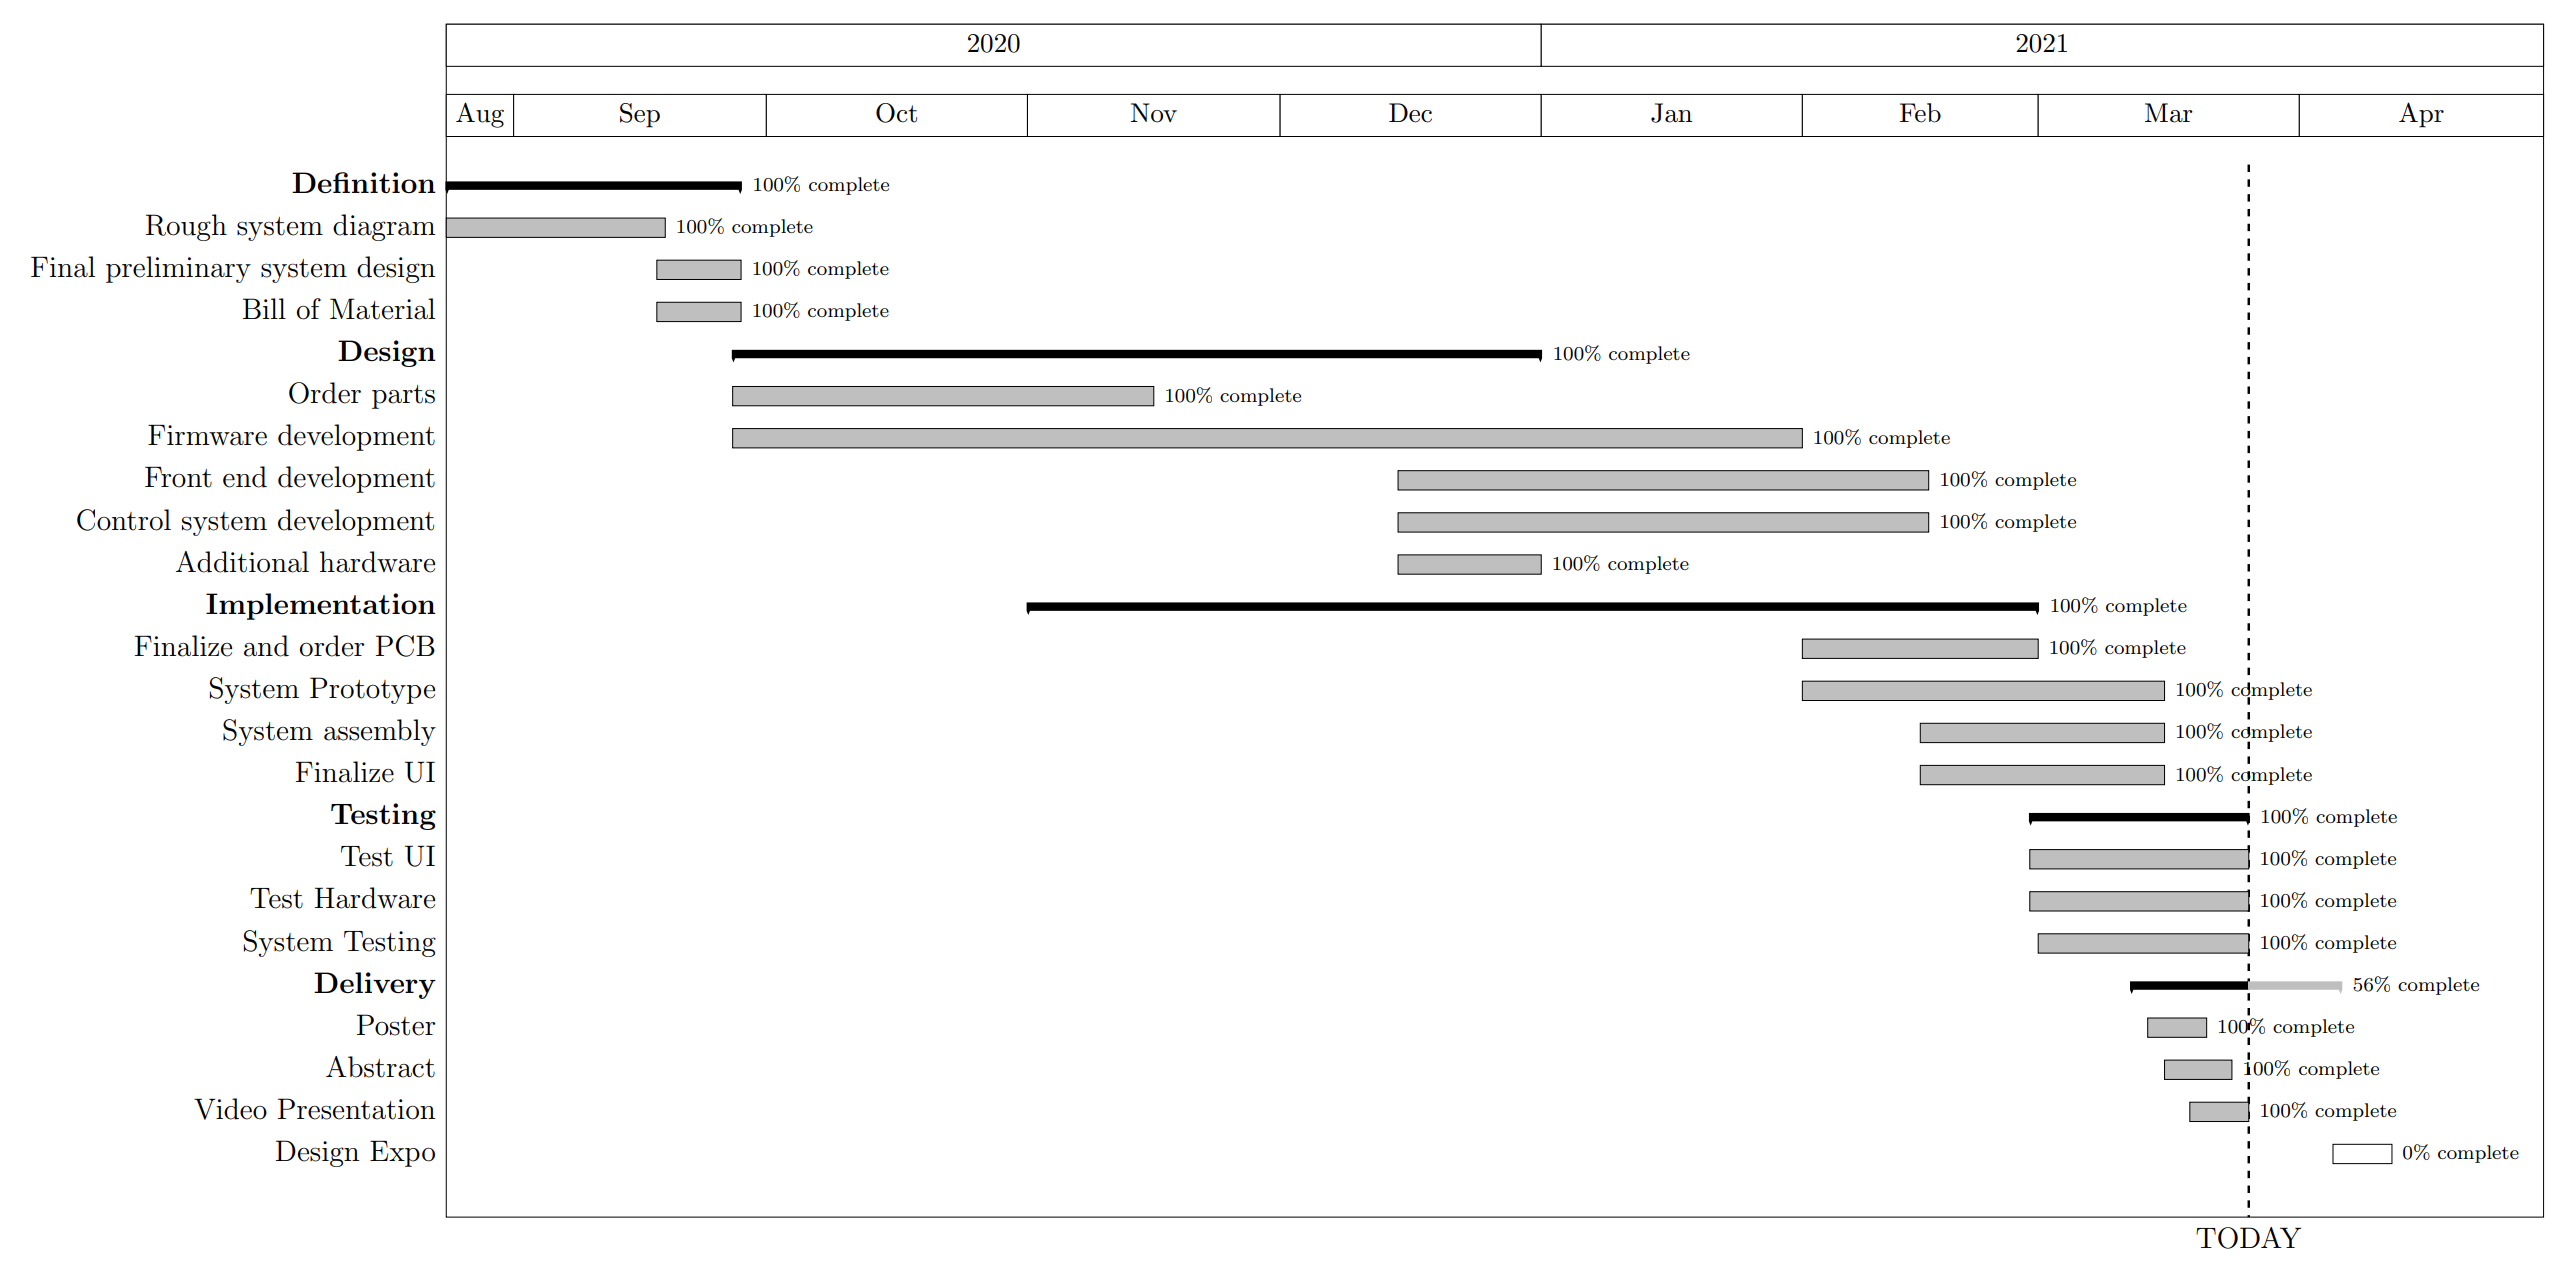 2020 2021
Aug Sep Oct Nov Dec Jan Feb Mar Apr
Definition 100% complete
Rough system diagram 100% complete
Final preliminary system design 100% complete
Bill of Material 100% complete
Design 100% complete
Order parts 100% complete
Firmware development 100% complete
Front end development 100% complete
Control system development 100% complete
Additional hardware 100% complete
Implementation 100% complete
Finalize and order PCB 100% complete
System Prototype 100% complete
System assembly 100% complete
Finalize UI 100% complete
Testing 100% complete
Test UI 100% complete
Test Hardware 100% complete
System Testing 100% complete
Delivery 56% complete
Poster 100% complete
Abstract 100% complete
Video Presentation 100% complete
Design Expo 0% complete
TODAY